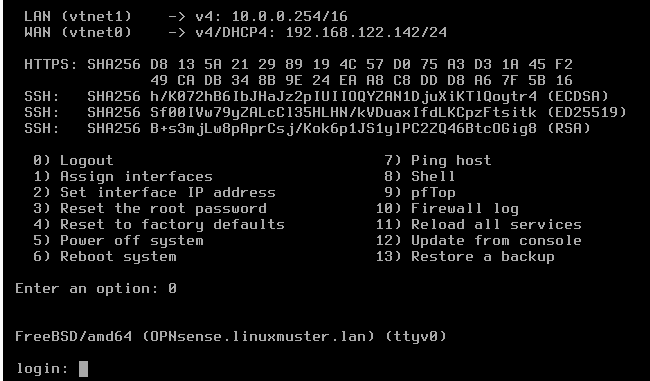 LAN (vtnet1)    -> v4: 10.0.0.254/16
WAN (vtnet0)    -> v4/DHCP4: 192.168.122.142/24
HTTPS: SHA256 D8 13 5A 21 29 89 19 4C 57 D0 75 A3 D3 1A 45 F2
49 CA DB 34 8B 9E 24 EA A8 C8 DD D8 A6 7F 5B 16
SSH:   SHA256 h/K072hB6IbJHaJz2pIUIIOQYZAN1DjuXiKTlQoytr4 (ECDSA)
SSH:   SHA256 Sf00IVw79yZALcCl35HLHN/kVDuaxIfdLKCpzFtsitk (ED25519)
SSH:   SHA256 B+s3mjLw8pAprCsj/Kok6p1JS1ylPC2ZQ46BtcOGig8 (RSA)
0) Logout                              7) Ping host
1) Assign interfaces                   8) Shell
2) Set interface IP address            9) pfTop
3) Reset the root password            10) Firewall log
4) Reset to factory defaults          11) Reload all services
5) Power off system                   12) Update from console
6) Reboot system                      13) Restore a backup
Enter an option: 0
FreeBSD/amd64 (OPNsense.linuxmuster.lan) (ttyv0)
login: